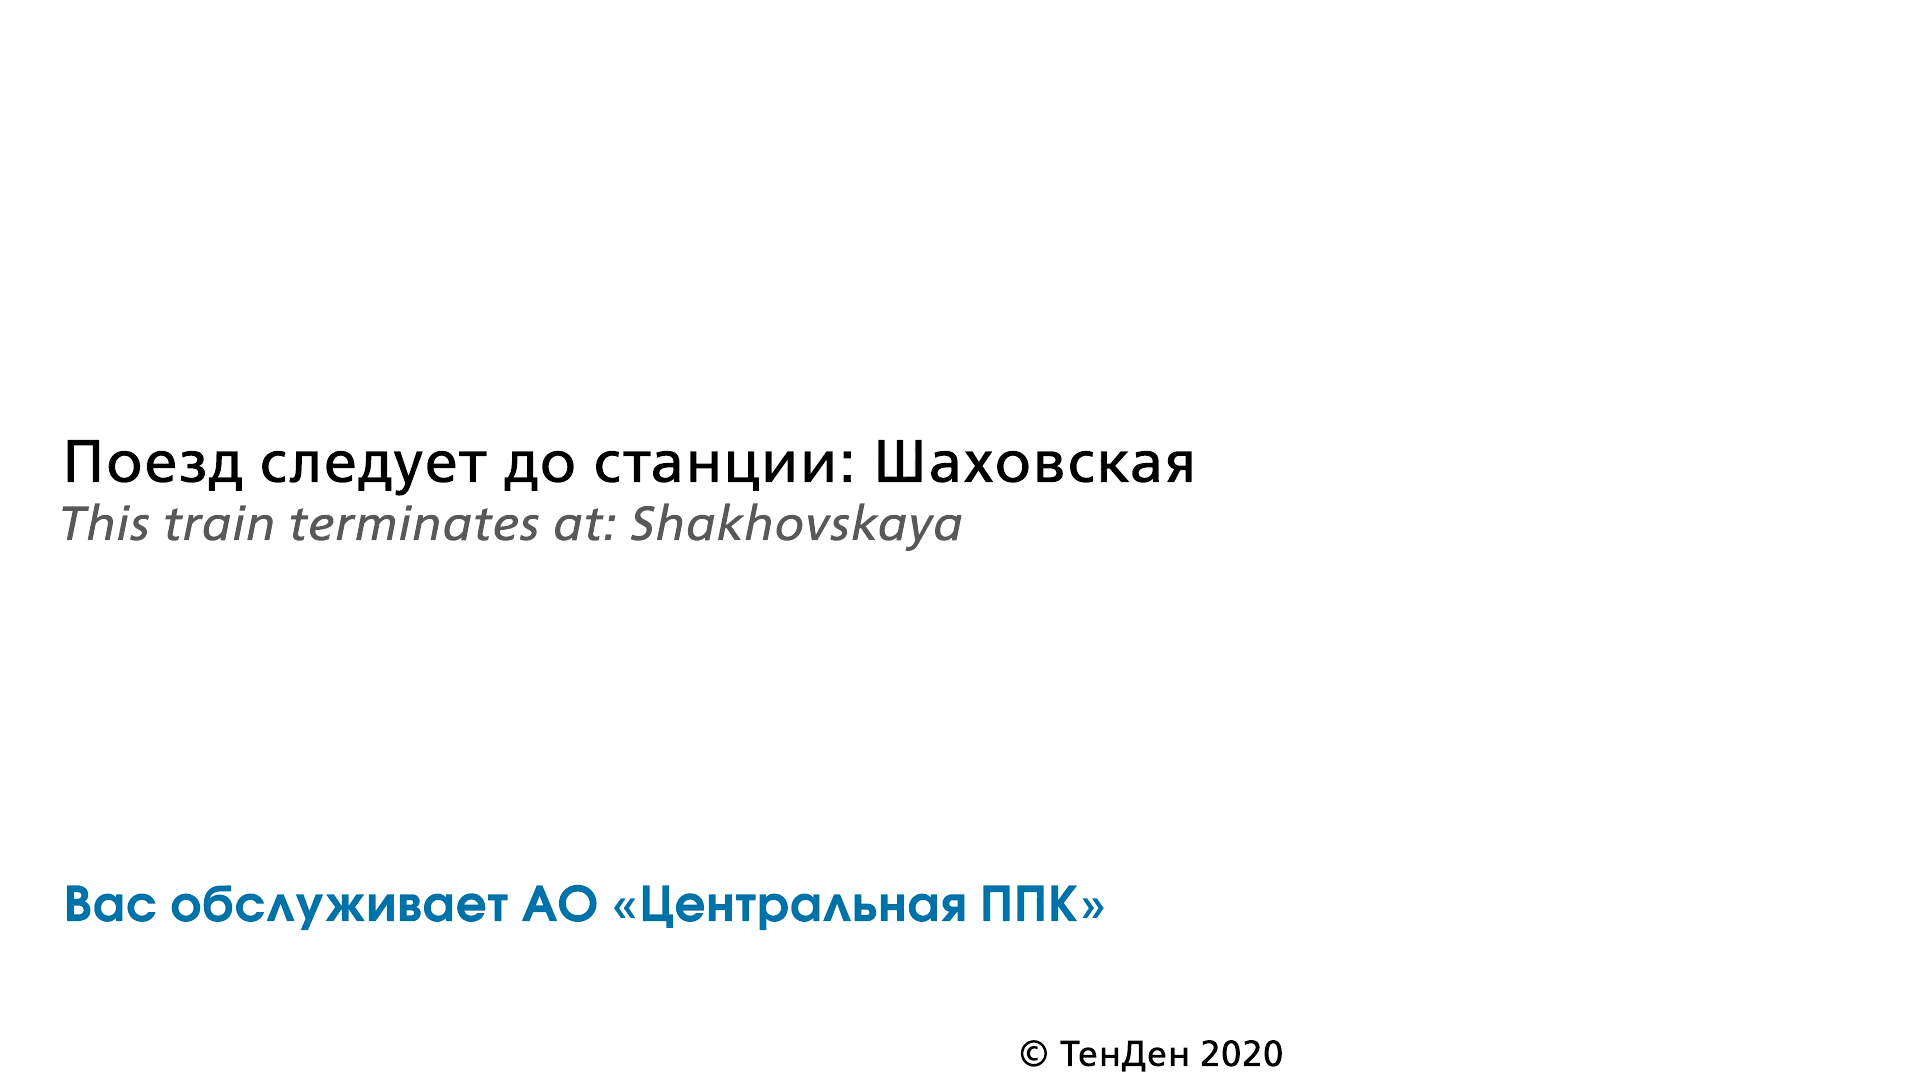 Поезд следует до станции: Шаховская
This train terminates at: Shakhovskaya
Вас обслуживает АО «Центральная ППК»
© ТенДен 2020